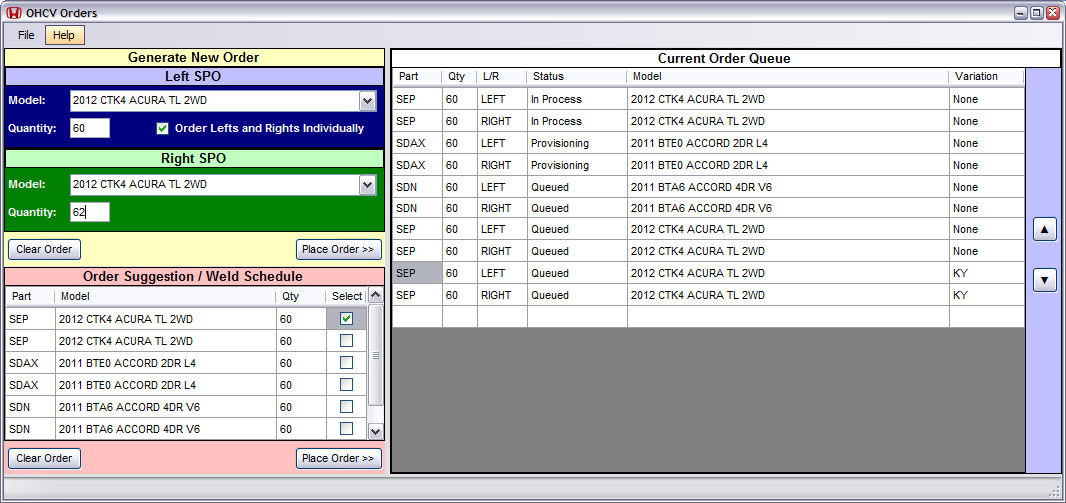 OHCV Orders
File Help
Generate New Order
Left SPO
Model: 2012 CTK4 ACURA TL 2WD
Quantity: 60 Order Lefts and Rights Individually
Right SPO
Model: 2012 CTK4 ACURA TL 2WD
Quantity: 62
Clear Order Place Order >>
Order Suggestion / Weld Schedule
Part Model Qty Select
SEP 2012 CTK4 ACURA TL 2WD 60
SEP 2012 CTK4 ACURA TL 2WD 60
SDAX 2011 BTE0 ACCORD 2DR L4 60
SDAX 2011 BTE0 ACCORD 2DR L4 60
SDN 2011 BTA6 ACCORD 4DR V6 60
SDN 2011 BTA6 ACCORD 4DR V6 60
Clear Order Place Order >>
Current Order Queue
Part Qty L/R Status Model Variation
SEP 60 LEFT In Process 2012 CTK4 ACURA TL 2WD None
SEP 60 RIGHT In Process 2012 CTK4 ACURA TL 2WD None
SDAX 60 LEFT Provisioning 2011 BTE0 ACCORD 2DR L4 None
SDAX 60 RIGHT Provisioning 2011 BTE0 ACCORD 2DR L4 None
SDN 60 LEFT Queued 2011 BTA6 ACCORD 4DR V6 None
SDN 60 RIGHT Queued 2011 BTA6 ACCORD 4DR V6 None
SEP 60 LEFT Queued 2012 CTK4 ACURA TL 2WD None
SEP 60 RIGHT Queued 2012 CTK4 ACURA TL 2WD None
SEP 60 LEFT Queued 2012 CTK4 ACURA TL 2WD KY
SEP 60 RIGHT Queued 2012 CTK4 ACURA TL 2WD KY